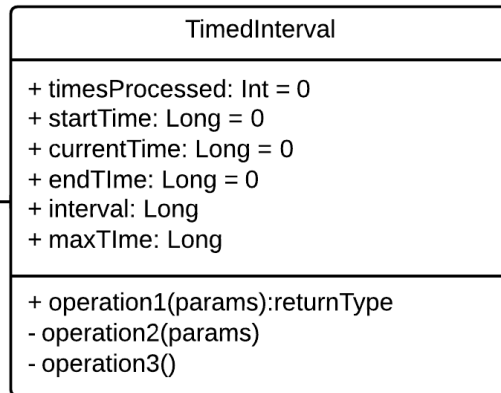 TimedInterval
+ timesProcessed: Int = 0
+ startTime: Long = 0
+ currentTime: Long = 0
+ endTIme: Long = 0
+ interval: Long
+ maxTIme: Long
+ operation1(params):returnType
- operation2(params)
- operation3()